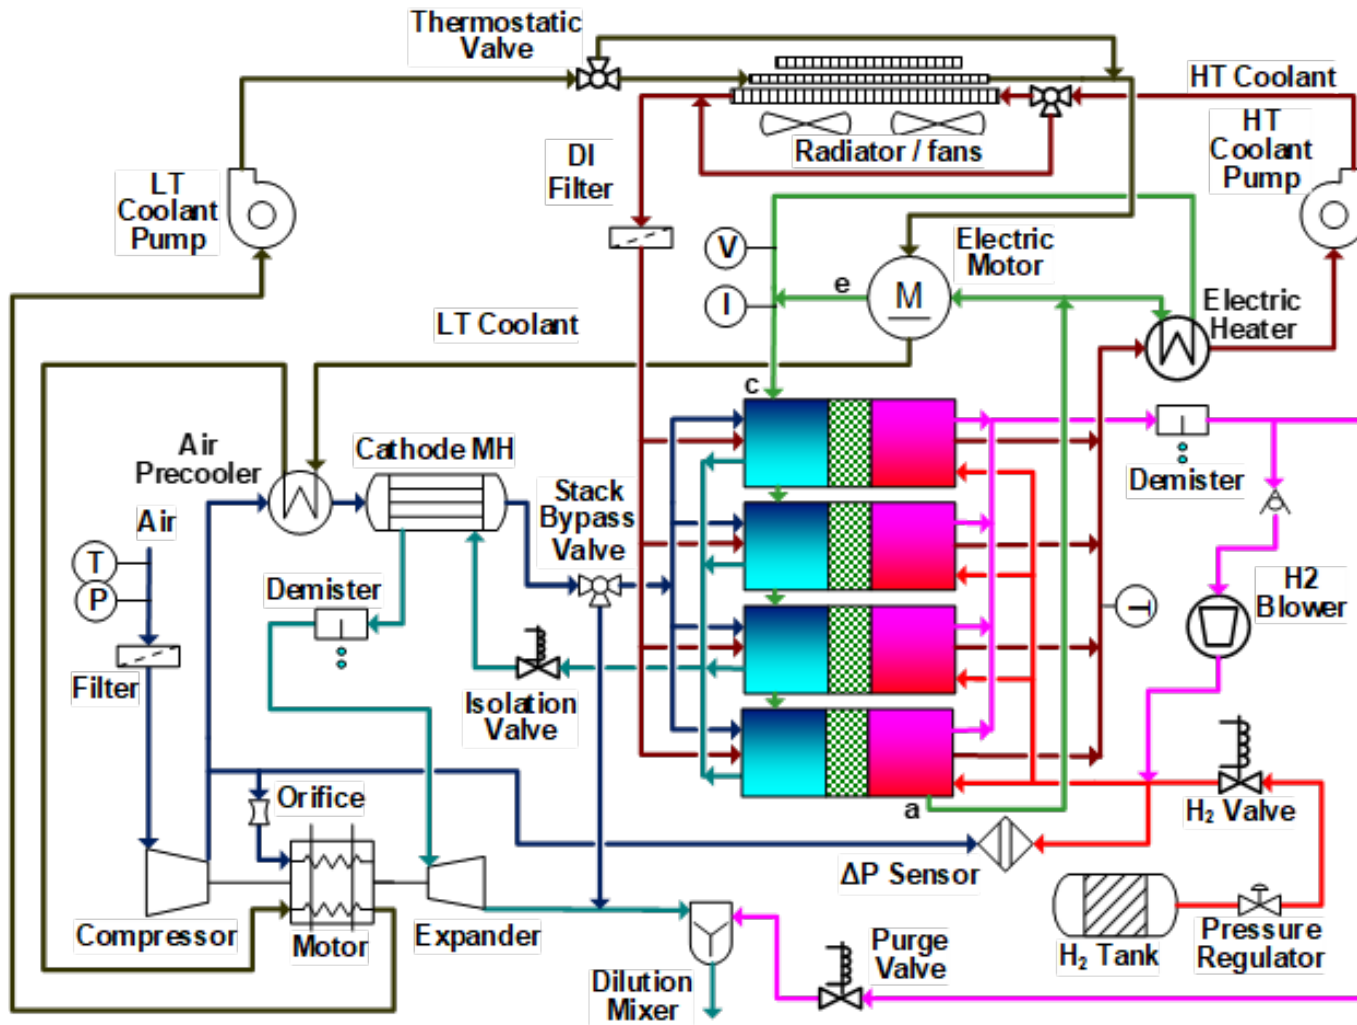 Thermostatic
Valve
HT Coolant
HT
Coolant
Pump
Radiator / fans
DI
Filter
LT
Coolant
Pump
V
I
e
M
Electric
Motor
Electric
Heater
LT Coolant
c
Air
Precooler
Cathode MH
Stack
Bypass
Valve
Demister
Air
T
P
Demister
H2
Blower
T
Filter
Isolation
Valve
Orifice
a
H₂ Valve
ΔP Sensor
Compressor
Motor
Expander
Purge
Valve
H₂ Tank
Pressure
Regulator
Dilution
Mixer